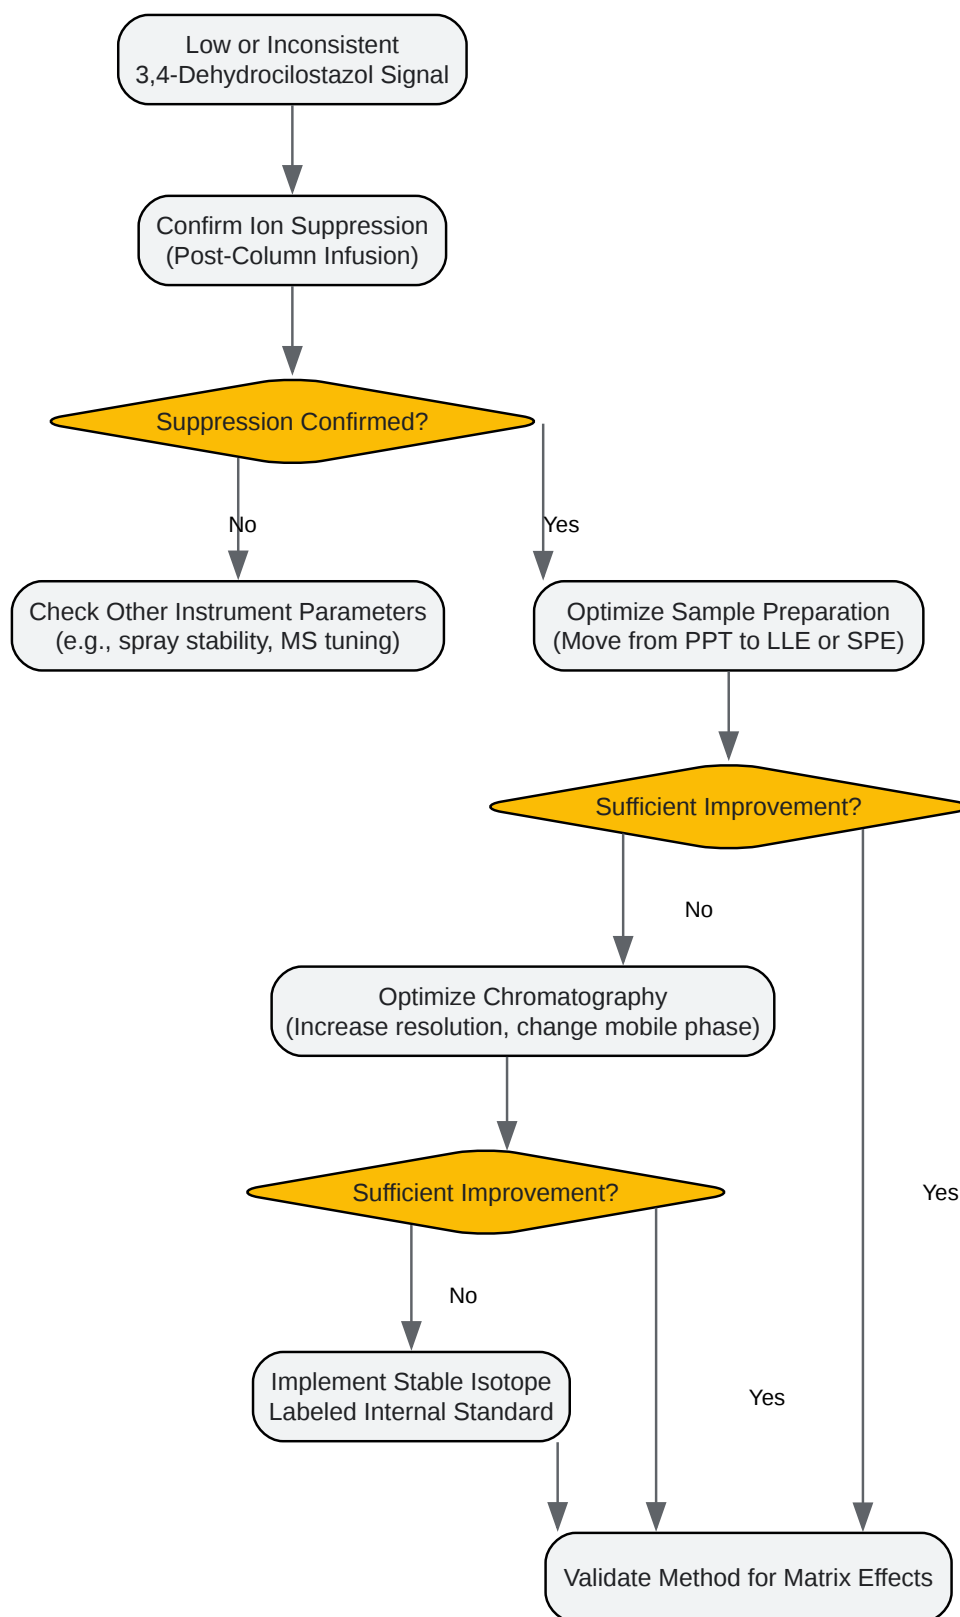 Low or Inconsistent
3,4-Dehydrocilostazol Signal
Confirm Ion Suppression
(Post-Column Infusion)
Suppression Confirmed?
No
Yes
Check Other Instrument Parameters
(e.g., spray stability, MS tuning)
Optimize Sample Preparation
(Move from PPT to LLE or SPE)
Sufficient Improvement?
No
Optimize Chromatography
(Increase resolution, change mobile phase)
Sufficient Improvement?
Yes
No
Implement Stable Isotope
Labeled Internal Standard
Yes
Validate Method for Matrix Effects